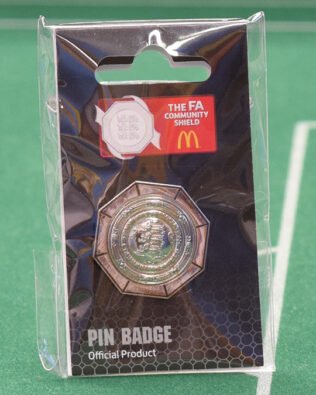 THE FA
COMMUNITY
SHIELD
PIN BADGE
Official Product